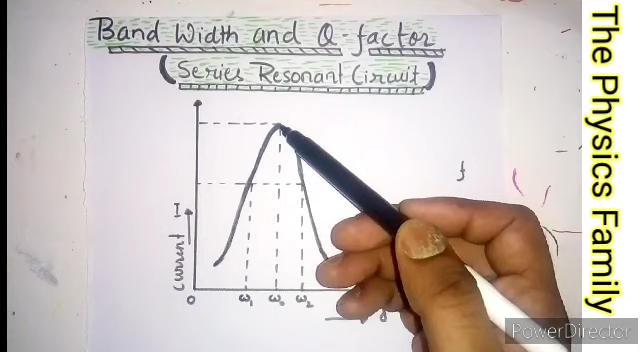 Band Width and Q-factor
(Series Resonant Circuit)
Current I
0 ω₁ ω₀ ω₂
The Physics Family
PowerDirector